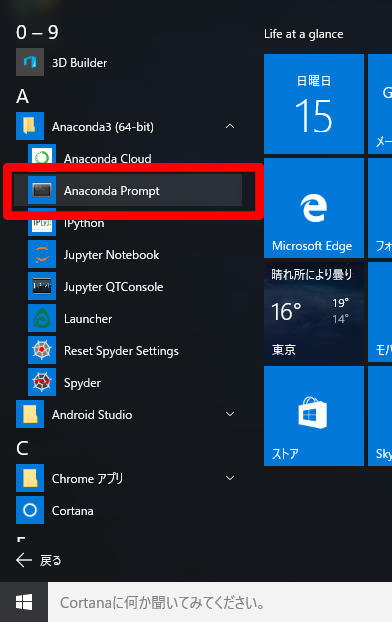 0 – 9
3D Builder
A
Anaconda3 (64-bit)
Anaconda Cloud
Anaconda Prompt
IPython
Jupyter Notebook
Jupyter QTConsole
Launcher
Reset Spyder Settings
Spyder
Android Studio
C
Chrome アプリ
Cortana
戻る
Cortanaに何か聞いてみてください。
Life at a glance
日曜日
15
メー
Microsoft Edge
フォ
晴れ所により曇り
16°
19°
14°
東京
モバ
ストア
Sky